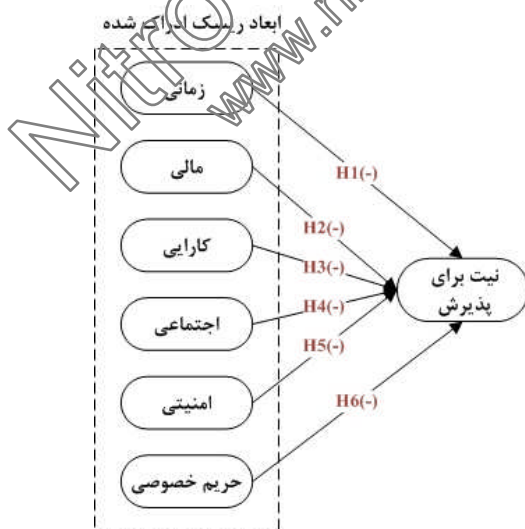 ابعاد ریسک ادراک شده
زمانی
مالی
کارایی
اجتماعی
امنیتی
حریم خصوصی
H1(-)
H2(-)
H3(-)
H4(-)
H5(-)
H6(-)
نیت برای
پذیرش